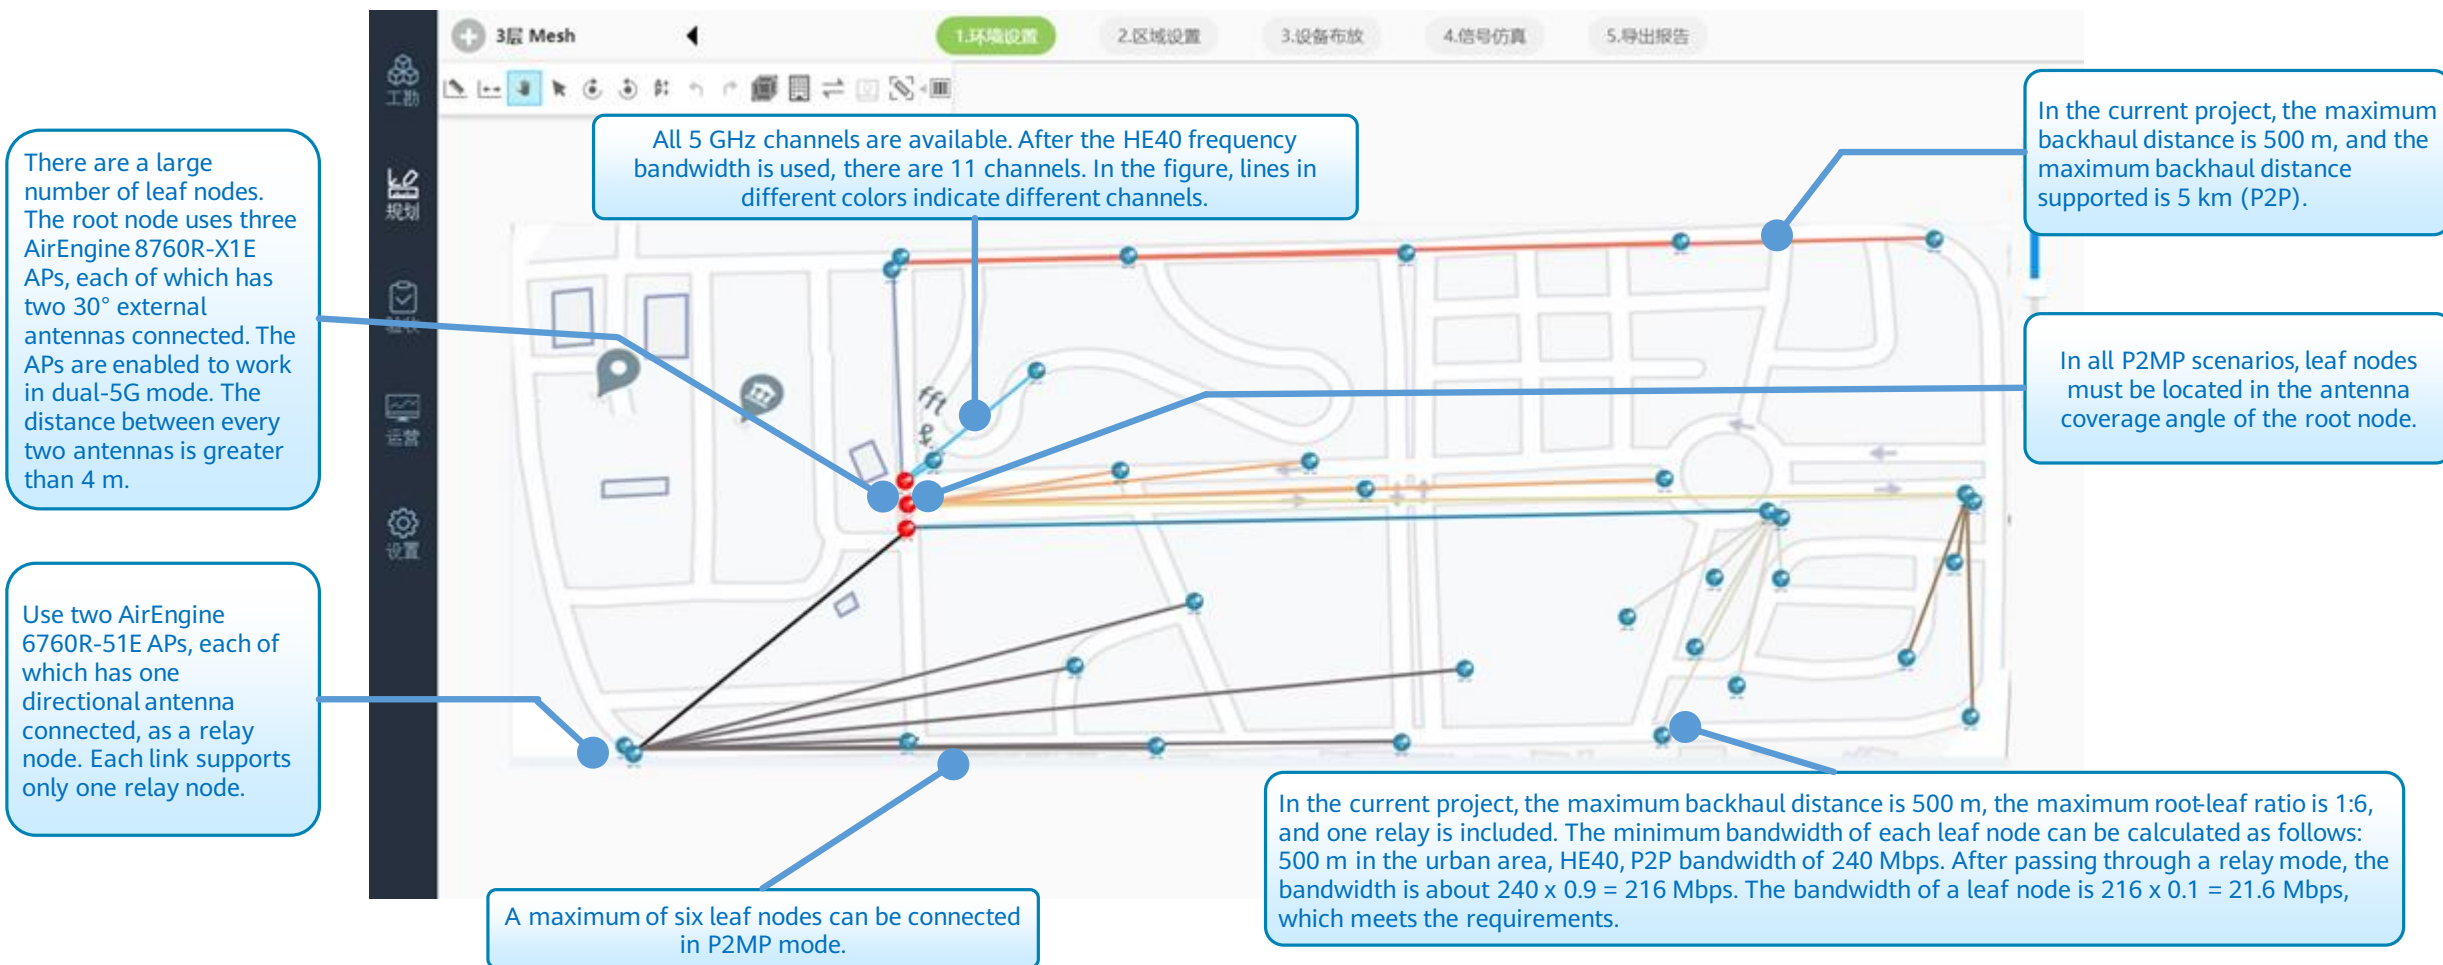 3层 Mesh
1.环境设置
2.区域设置
3.设备布放
4.信号仿真
5.导出报告
工勘
规划
验收
运营
设置
There are a large
number of leaf nodes.
The root node uses three
AirEngine 8760R-X1E
APs, each of which has
two 30° external
antennas connected. The
APs are enabled to work
in dual-5G mode. The
distance between every
two antennas is greater
than 4 m.
All 5 GHz channels are available. After the HE40 frequency
bandwidth is used, there are 11 channels. In the figure, lines in
different colors indicate different channels.
In the current project, the maximum
backhaul distance is 500 m, and the
maximum backhaul distance
supported is 5 km (P2P).
In all P2MP scenarios, leaf nodes
must be located in the antenna
coverage angle of the root node.
Use two AirEngine
6760R-51E APs, each of
which has one
directional antenna
connected, as a relay
node. Each link supports
only one relay node.
A maximum of six leaf nodes can be connected
in P2MP mode.
In the current project, the maximum backhaul distance is 500 m, the maximum root-leaf ratio is 1:6,
and one relay is included. The minimum bandwidth of each leaf node can be calculated as follows:
500 m in the urban area, HE40, P2P bandwidth of 240 Mbps. After passing through a relay mode, the
bandwidth is about 240 x 0.9 = 216 Mbps. The bandwidth of a leaf node is 216 x 0.1 = 21.6 Mbps,
which meets the requirements.